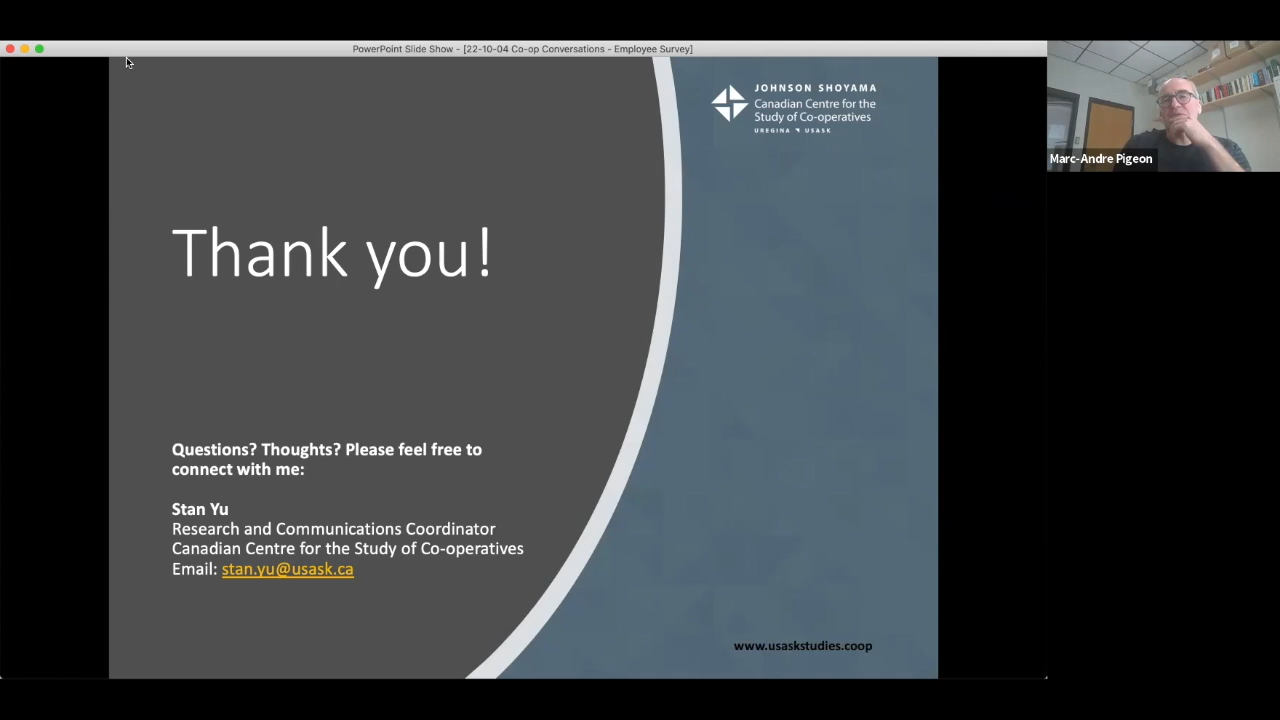 PowerPoint Slide Show - [22-10-04 Co-op Conversations - Employee Survey]
JOHNSON SHOYAMA
Canadian Centre for the
Study of Co-operatives
UREGINA USASK
Marc-Andre Pigeon
Thank you!
Questions? Thoughts? Please feel free to
connect with me:
Stan Yu
Research and Communications Coordinator
Canadian Centre for the Study of Co-operatives
Email: stan.yu@usask.ca
www.usaskstudies.coop